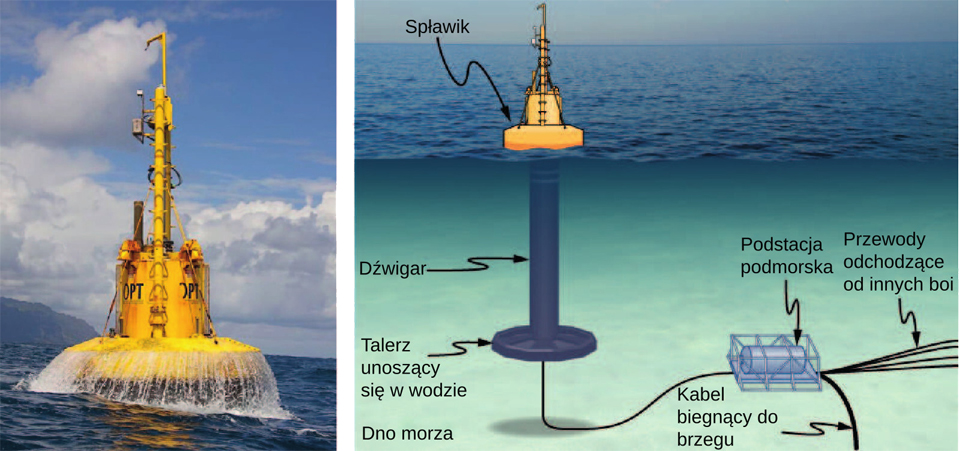 OPT
OPT
Spławik
Dźwigar
Talerz
unoszący
się w wodzie
Dno morza
Podstacja
podmorska
Przewody
odchodzące
od innych boi
Kabel
biegnący do
brzegu